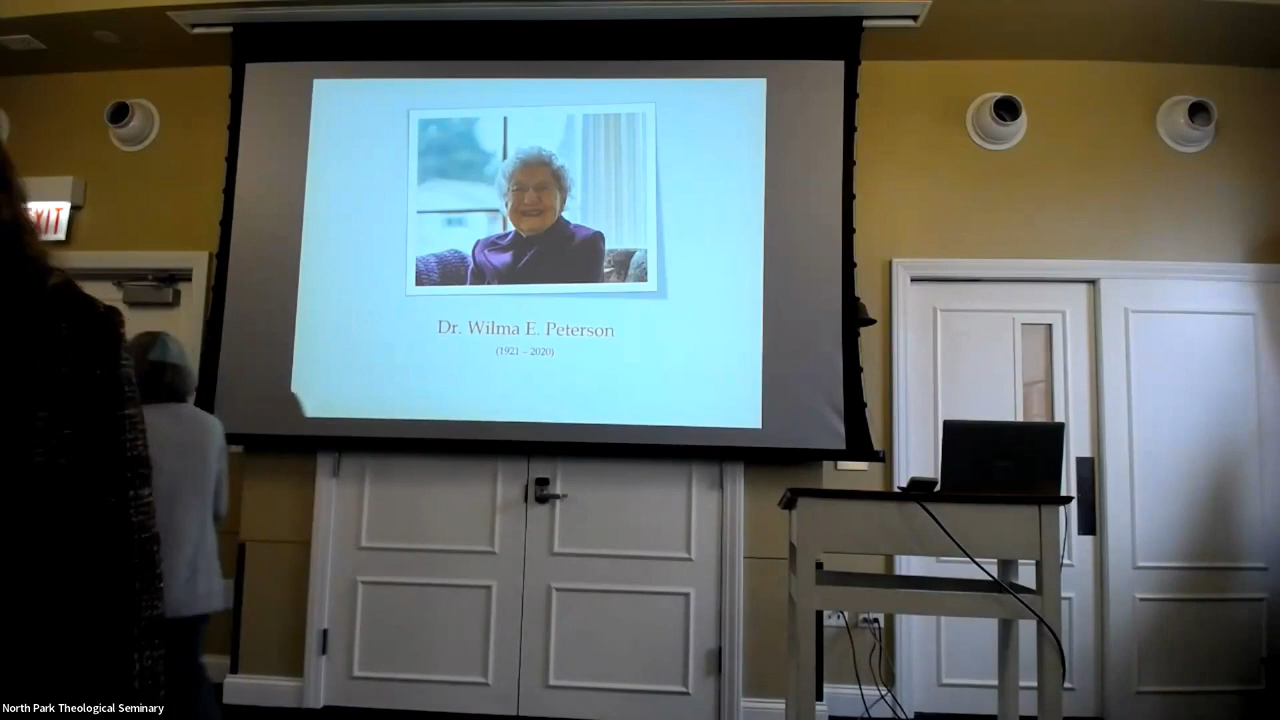 EXIT
Dr. Wilma E. Peterson
(1921 – 2020)
North Park Theological Seminary